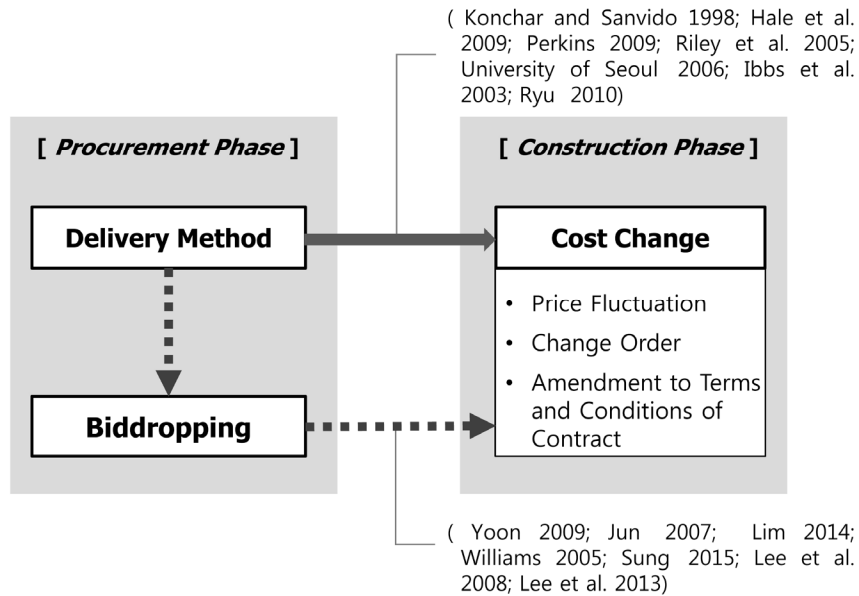 ( Konchar and Sanvido 1998; Hale et al.
2009; Perkins 2009; Riley et al. 2005;
University of Seoul 2006; Ibbs et al.
2003; Ryu 2010)
[ Procurement Phase ]
[ Construction Phase ]
Delivery Method
Cost Change
• Price Fluctuation
• Change Order
• Amendment to Terms
and Conditions of
Contract
Biddropping
( Yoon 2009; Jun 2007; Lim 2014;
Williams 2005; Sung 2015; Lee et al.
2008; Lee et al. 2013)